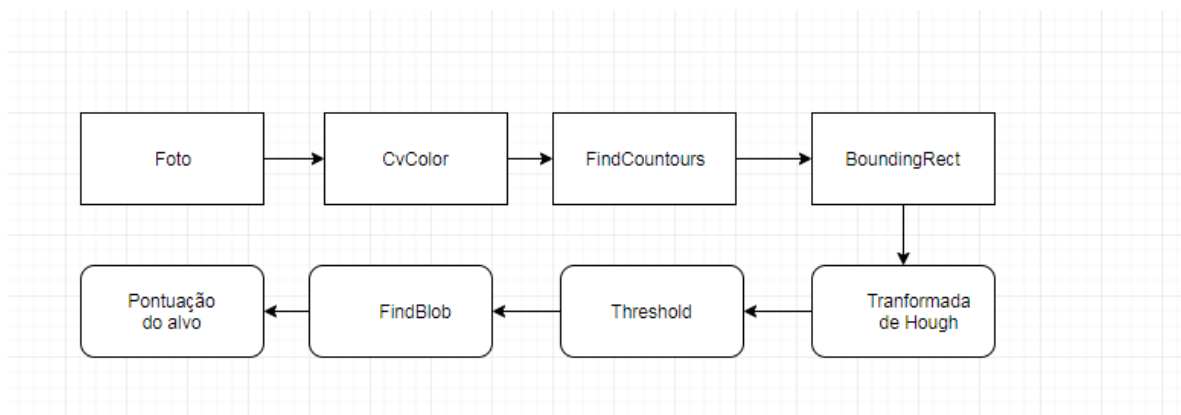 Foto
CvColor
FindCountours
BoundingRect
Pontuação
do alvo
FindBlob
Threshold
Tranformada
de Hough